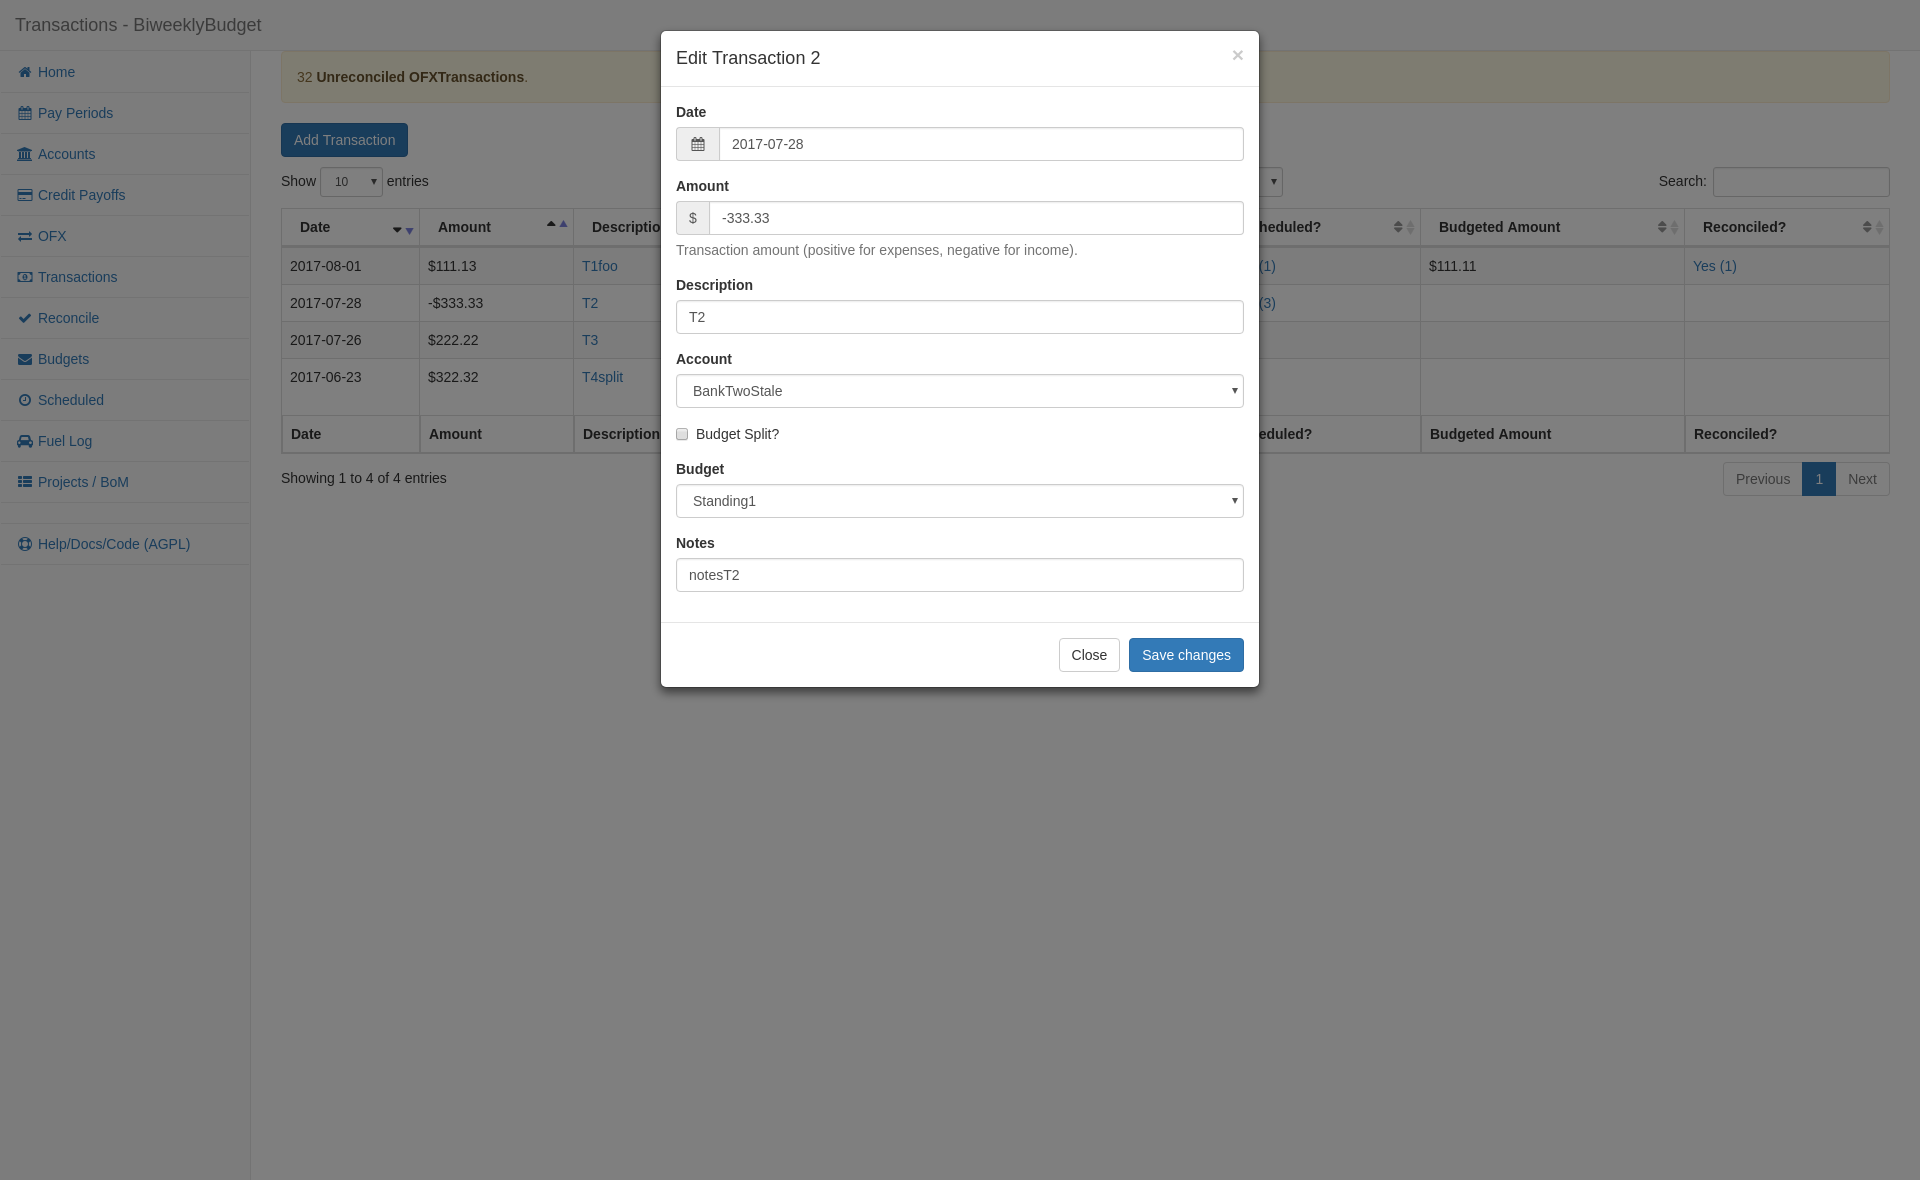 Transactions - BiweeklyBudget
Home
Pay Periods
Accounts
Credit Payoffs
OFX
Transactions
Reconcile
Budgets
Scheduled
Fuel Log
Projects / BoM
Help/Docs/Code (AGPL)
32 Unreconciled OFXTransactions.
Add Transaction
Show 10 entries
Search:
Date Amount Budgeted Amount Reconciled?
2017-08-01 $111.13 T1foo (1) $111.11 Yes (1)
2017-07-28 -$333.33 T2 (3)
2017-07-26 $222.22 T3
2017-06-23 $322.32 T4split
Date Amount Description Budgeted Amount Reconciled?
Showing 1 to 4 of 4 entries
Previous 1 Next
Edit Transaction 2 ×
Date
2017-07-28
Amount
$ -333.33
Transaction amount (positive for expenses, negative for income).
Description
T2
Account
BankTwoStale
Budget Split?
Budget
Standing1
Notes
notesT2
Close Save changes